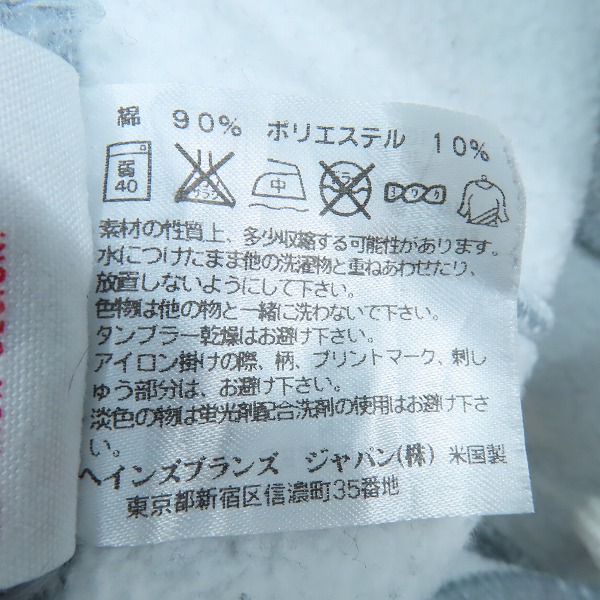 綿 90% ポリエステル 10%
弱 40 中 ヨワク
素材の性質上、多少収縮する可能性があります。
水につけたまま他の洗濯物と重ねあわせたり、
放置しないようにして下さい。
色物は他の物と一緒に洗わないで下さい。
タンブラー乾燥はお避け下さい。
アイロン掛けの際、柄、プリントマーク、刺し
ゅう部分は、お避け下さい。
淡色の物は蛍光剤配合洗剤の使用はお避け下さ
い。
ヘインズブランズ ジャパン(株) 米国製
東京都新宿区信濃町35番地